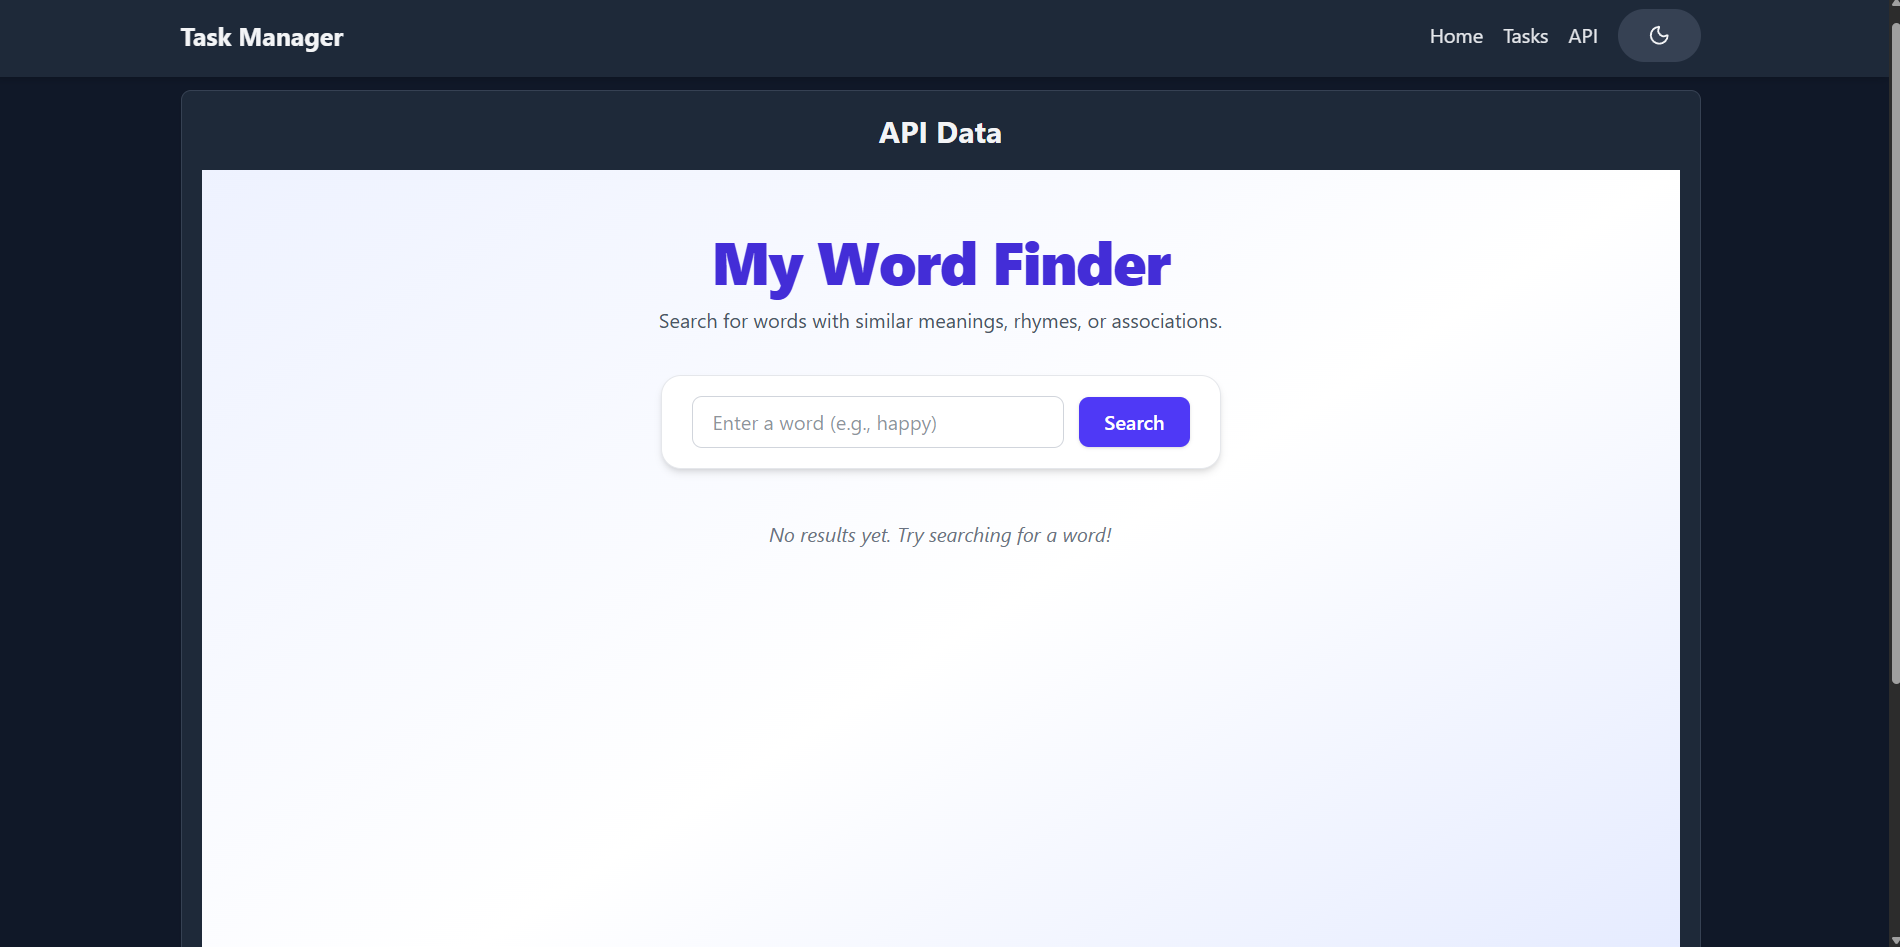 Task Manager
Home Tasks API
API Data
My Word Finder
Search for words with similar meanings, rhymes, or associations.
Enter a word (e.g., happy) Search
No results yet. Try searching for a word!